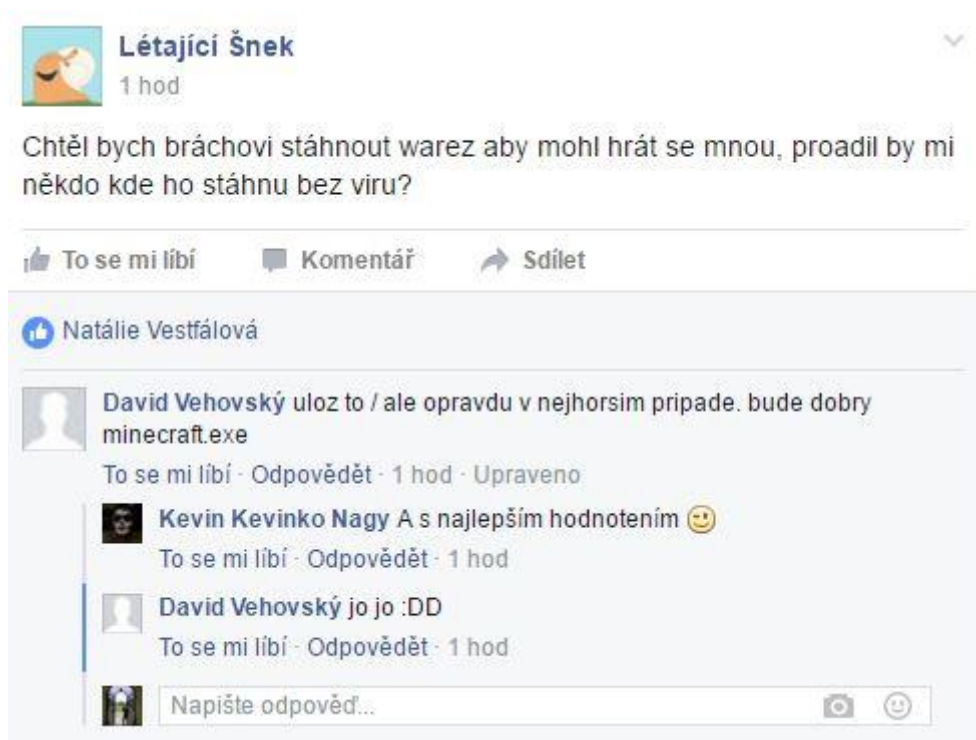 Létající Šnek
1 hod
Chtěl bych bráchovi stáhnout warez aby mohl hrát se mnou, proadil by mi
někdo kde ho stáhnu bez viru?
To se mi líbí Komentář Sdílet
Natálie Vestfálová
David Vehovský uloz to / ale opravdu v nejhorsim pripade. bude dobry
minecraft.exe
To se mi líbí · Odpovědět · 1 hod · Upraveno
Kevin Kevinko Nagy A s najlepším hodnotením
To se mi líbí · Odpovědět · 1 hod
David Vehovský jo jo :DD
To se mi líbí · Odpovědět · 1 hod
Napište odpověď...